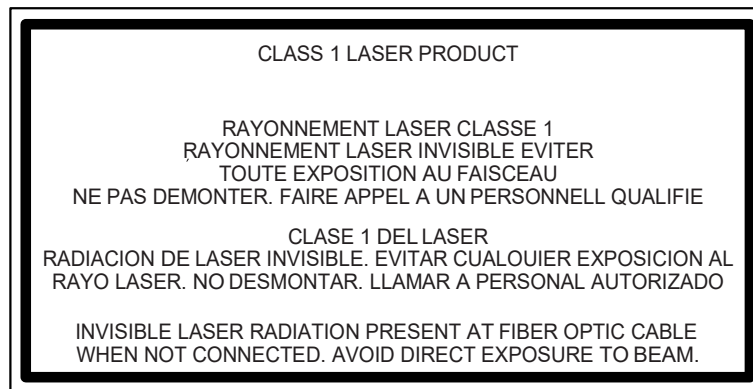 CLASS 1 LASER PRODUCT
RAYONNEMENT LASER CLASSE 1
RAYONNEMENT LASER INVISIBLE EVITER
TOUTE EXPOSITION AU FAISCEAU
NE PAS DEMONTER. FAIRE APPEL A UN PERSONNELL QUALIFIE
CLASE 1 DEL LASER
RADIACION DE LASER INVISIBLE. EVITAR CUALOUIER EXPOSICION AL
RAYO LASER. NO DESMONTAR. LLAMAR A PERSONAL AUTORIZADO
INVISIBLE LASER RADIATION PRESENT AT FIBER OPTIC CABLE
WHEN NOT CONNECTED. AVOID DIRECT EXPOSURE TO BEAM.